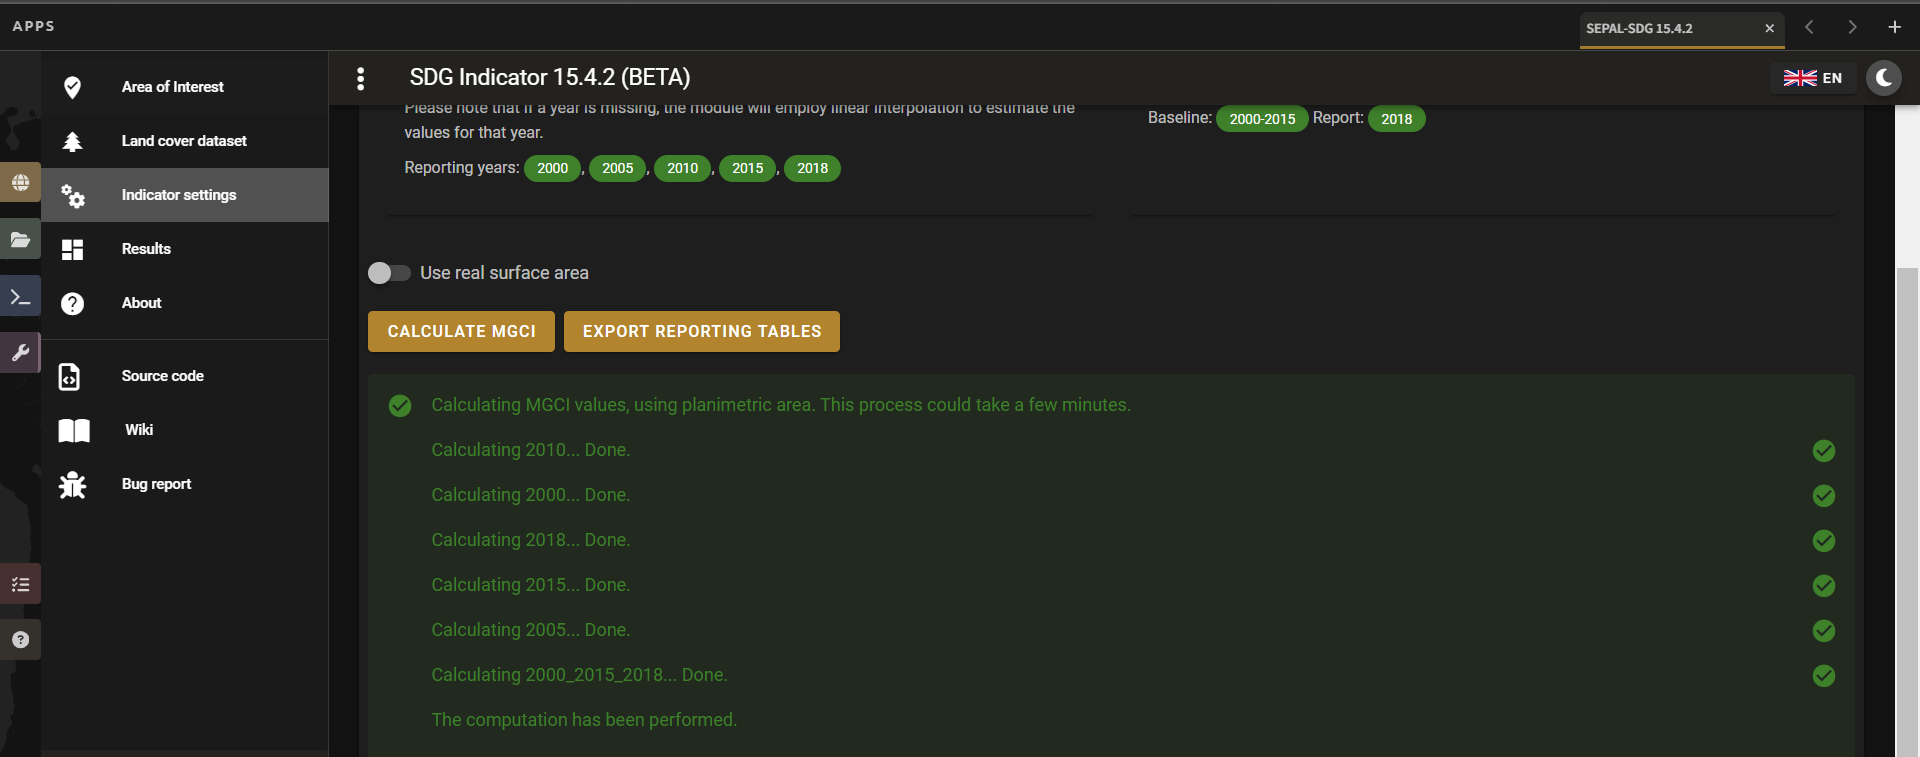 APPS
SEPAL-SDG 15.4.2
SDG Indicator 15.4.2 (BETA)
EN
Area of Interest
Land cover dataset
Indicator settings
Results
About
Source code
Wiki
Bug report
Please note that if a year is missing, the module will employ linear interpolation to estimate the
values for that year.
Reporting years: 2000, 2005, 2010, 2015, 2018
Baseline: 2000-2015 Report: 2018
Use real surface area
CALCULATE MGCI
EXPORT REPORTING TABLES
Calculating MGCI values, using planimetric area. This process could take a few minutes.
Calculating 2010... Done.
Calculating 2000... Done.
Calculating 2018... Done.
Calculating 2015... Done.
Calculating 2005... Done.
Calculating 2000_2015_2018... Done.
The computation has been performed.